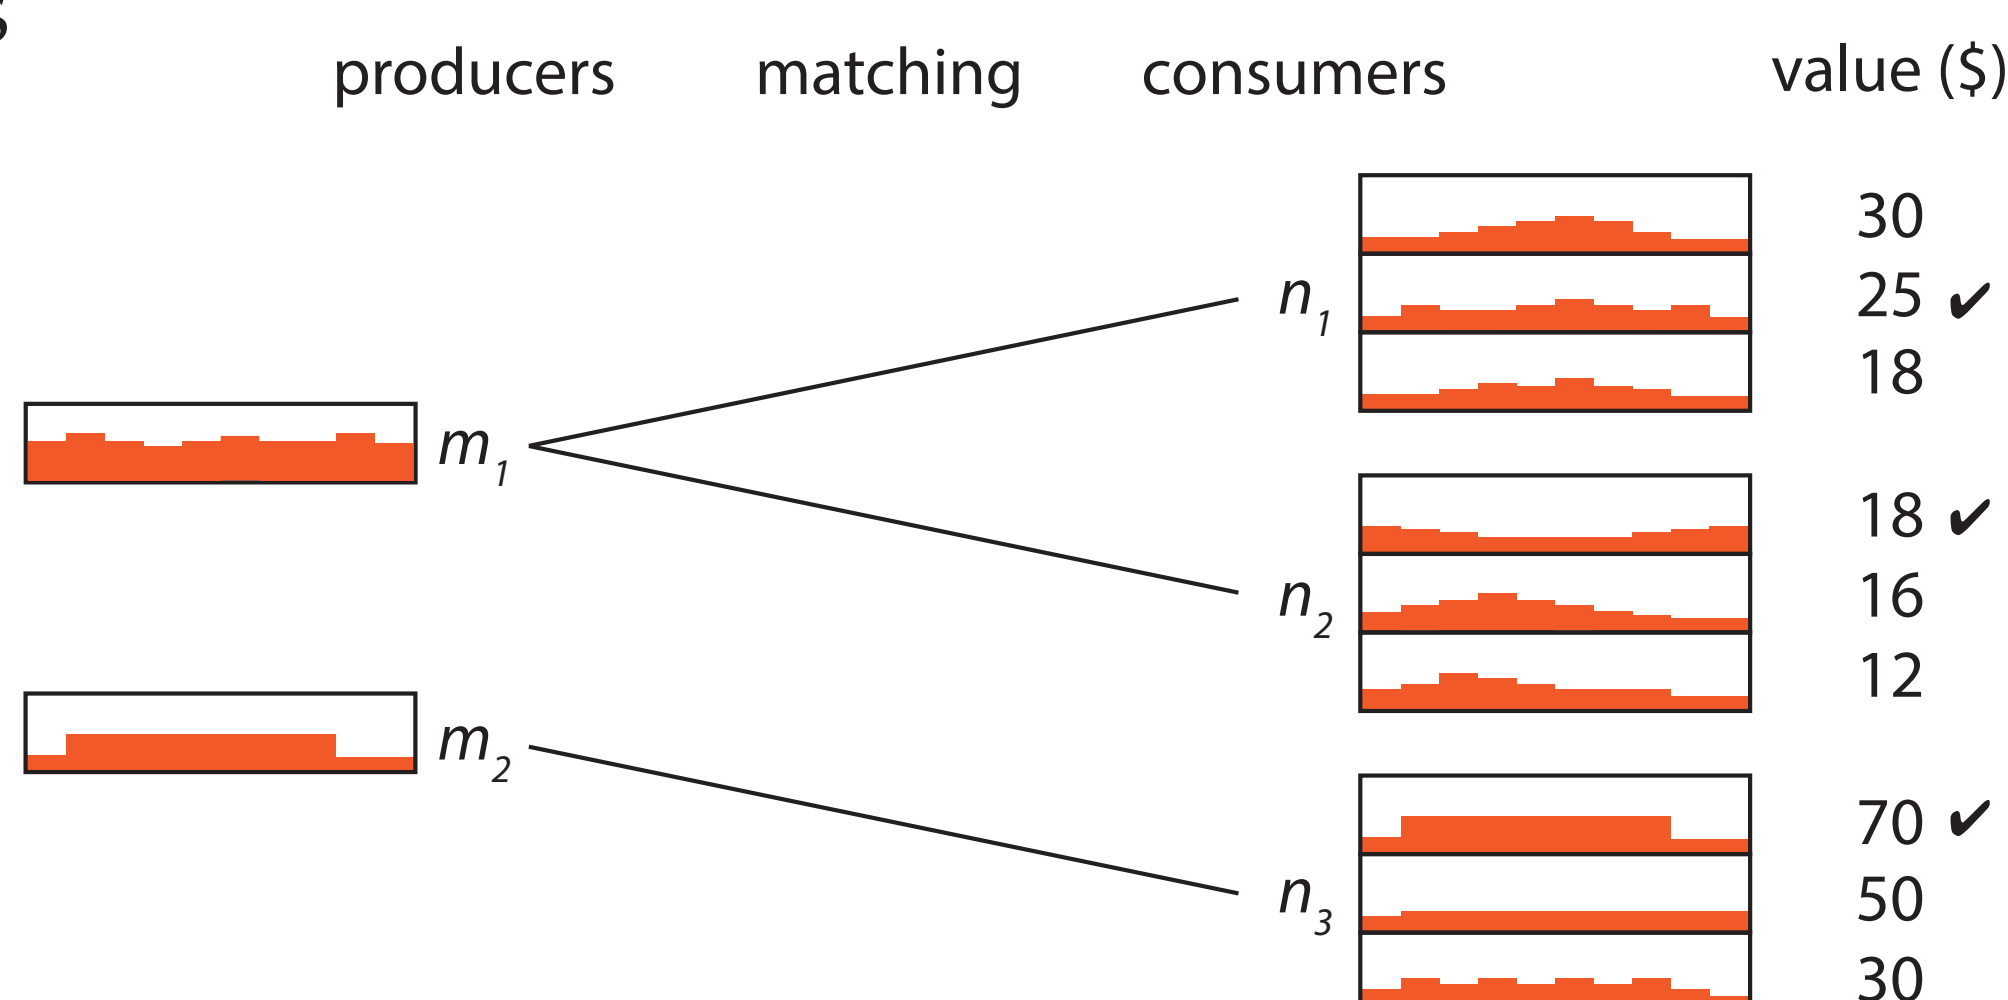 s
producers matching consumers value ($)
30
n1 25 ✔
18
m1
18 ✔
n2 16
12
m2
70 ✔
n3 50
30